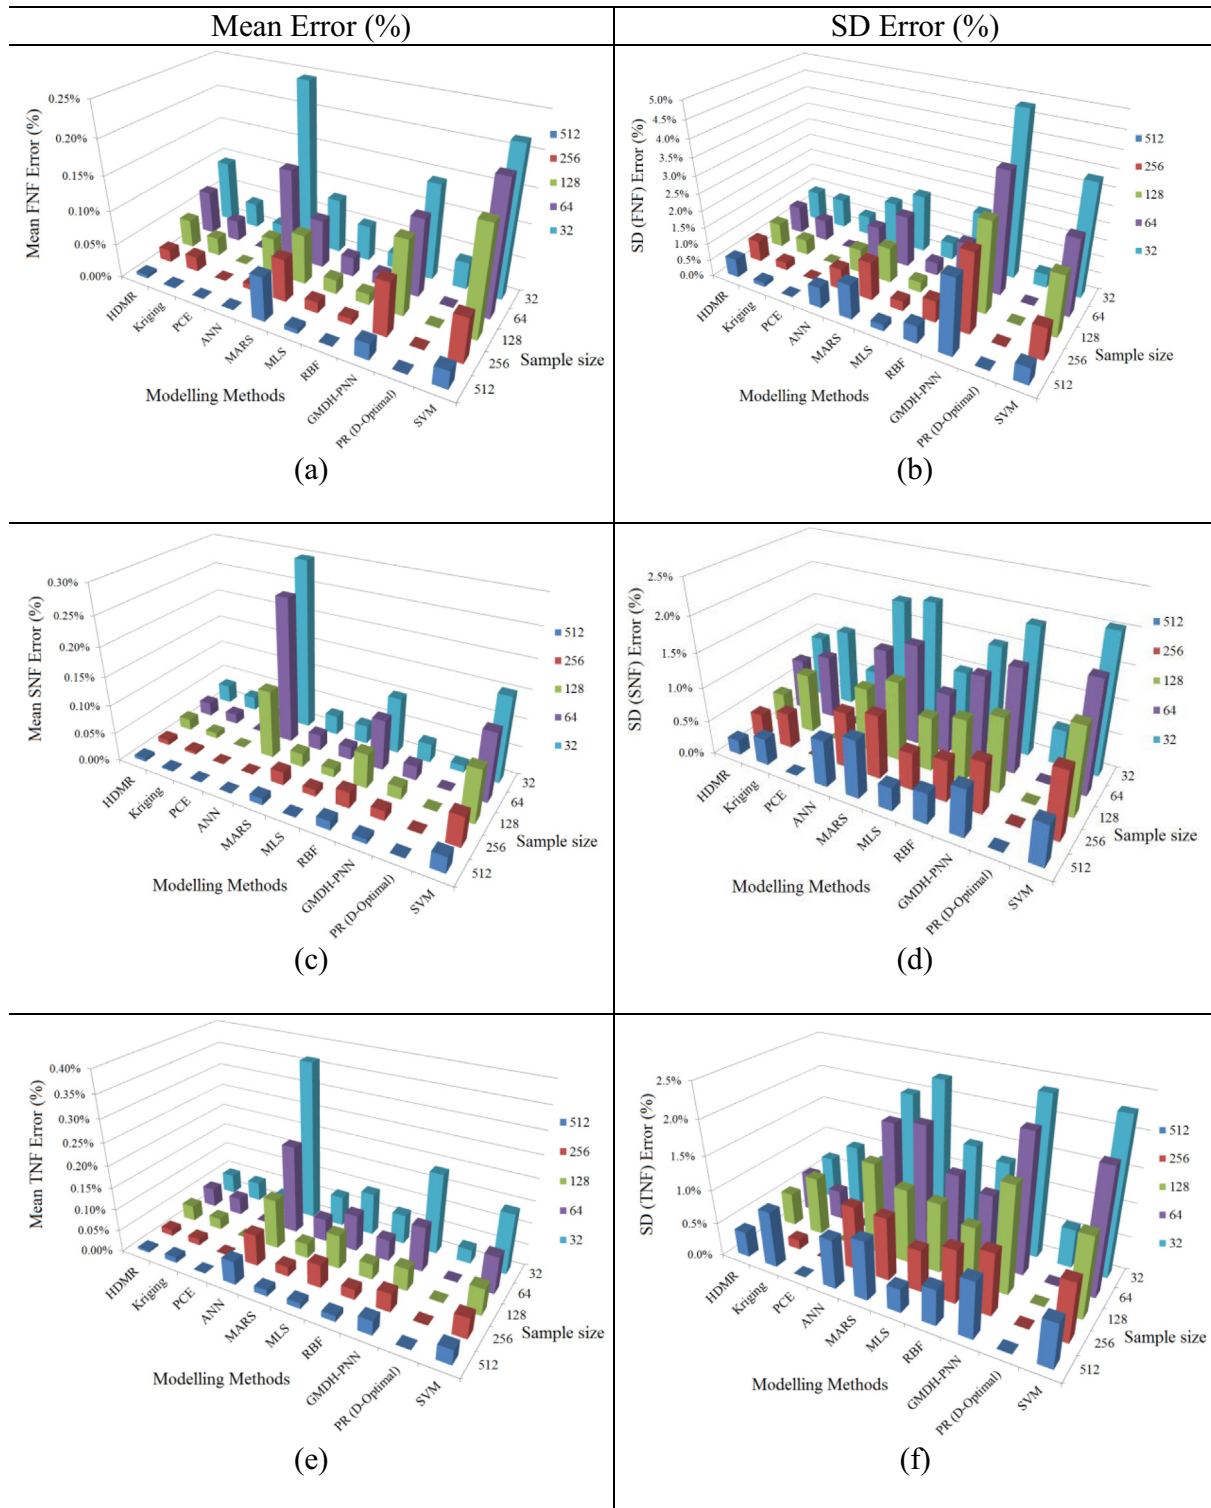 Mean Error (%)
SD Error (%)
Mean FNF Error (%)
0.25%
0.20%
0.15%
0.10%
0.05%
0.00%
HDMR
Kriging
PCE
ANN
MARS
MLS
RBF
GMDH-PNN
PR (D-Optimal)
SVM
Modelling Methods
512
256
128
64
32
32
64
128
256
512
Sample size
(a)
SD (FNF) Error (%)
5.0%
4.5%
4.0%
3.5%
3.0%
2.5%
2.0%
1.5%
1.0%
0.5%
0.0%
HDMR
Kriging
PCE
ANN
MARS
MLS
RBF
GMDH-PNN
PR (D-Optimal)
SVM
Modelling Methods
512
256
128
64
32
32
64
128
256
512
Sample size
(b)
Mean SNF Error (%)
0.30%
0.25%
0.20%
0.15%
0.10%
0.05%
0.00%
HDMR
Kriging
PCE
ANN
MARS
MLS
RBF
GMDH-PNN
PR (D-Optimal)
SVM
Modelling Methods
512
256
128
64
32
32
64
128
256
512
Sample size
(c)
SD (SNF) Error (%)
2.5%
2.0%
1.5%
1.0%
0.5%
0.0%
HDMR
Kriging
PCE
ANN
MARS
MLS
RBF
GMDH-PNN
PR (D-Optimal)
SVM
Modelling Methods
512
256
128
64
32
32
64
128
256
512
Sample size
(d)
Mean TNF Error (%)
0.40%
0.35%
0.30%
0.25%
0.20%
0.15%
0.10%
0.05%
0.00%
HDMR
Kriging
PCE
ANN
MARS
MLS
RBF
GMDH-PNN
PR (D-Optimal)
SVM
Modelling Methods
512
256
128
64
32
32
64
128
256
512
Sample size
(e)
SD (TNF) Error (%)
2.5%
2.0%
1.5%
1.0%
0.5%
0.0%
HDMR
Kriging
PCE
ANN
MARS
MLS
RBF
GMDH-PNN
PR (D-Optimal)
SVM
Modelling Methods
512
256
128
64
32
32
64
128
256
512
Sample size
(f)